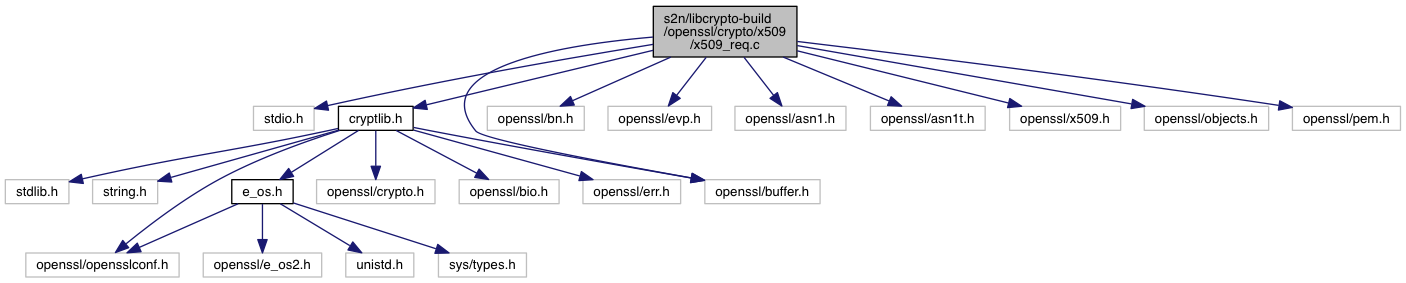 s2n/libcrypto-build
/openssl/crypto/x509
/x509_req.c
stdio.h
cryptlib.h
openssl/bn.h
openssl/evp.h
openssl/asn1.h
openssl/asn1t.h
openssl/x509.h
openssl/objects.h
openssl/pem.h
stdlib.h
string.h
e_os.h
openssl/crypto.h
openssl/bio.h
openssl/err.h
openssl/buffer.h
openssl/opensslconf.h
openssl/e_os2.h
unistd.h
sys/types.h